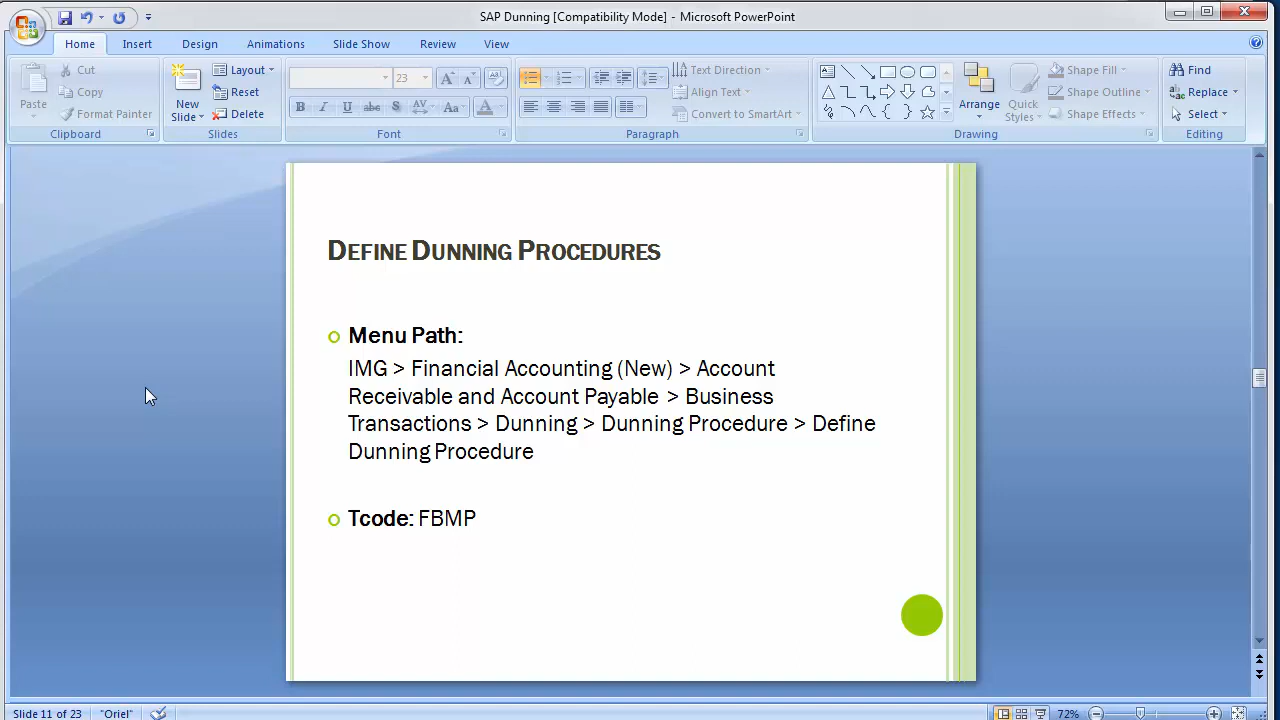 SAP Dunning [Compatibility Mode] - Microsoft PowerPoint
Home Insert Design Animations Slide Show Review View
Paste Cut Copy Format Painter
Clipboard
New Slide Layout Reset Delete
Slides
23
B I U abe S AV Aa A
Font
Text Direction Align Text Convert to SmartArt
Paragraph
Arrange Quick Styles Shape Fill Shape Outline Shape Effects
Drawing
Find Replace Select
Editing
DEFINE DUNNING PROCEDURES
Menu Path:
IMG > Financial Accounting (New) > Account
Receivable and Account Payable > Business
Transactions > Dunning > Dunning Procedure > Define
Dunning Procedure
Tcode: FBMP
Slide 11 of 23 "Oriel" 72%